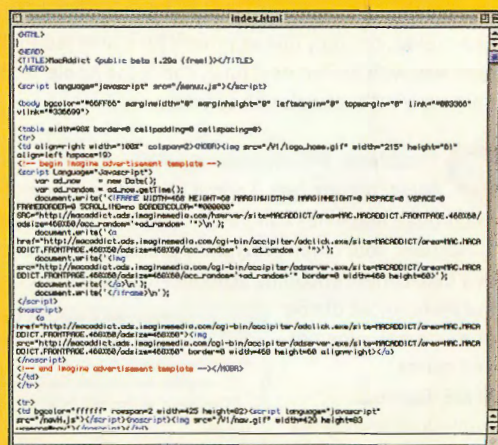 index.html
<HTML>
<HEAD>
<TITLE>MacAddict <public beta 1.29a (free!)></TITLE>
</HEAD>
<script language="javascript" src="/menuu.js"></script>
<body bgcolor="#66FF66" marginwidth="0" marginheight="0" leftmargin="0" topmargin="0" link="#003366"
vlink="#336699">
<table width=98% border=0 cellpadding=0 cellspacing=0>
<tr>
<td align=right width="100%" colspan=2><NOBR><img src="/v1/logo_home.gif" width="215" height="61"
align=left hspace=19>
<!-- begin imagine advertisement template -->
<script Language="Javascript">
var ad_now = new Date();
var ad_random = ad_now.getTime();
document.write('<IFRAME WIDTH=468 HEIGHT=60 MARGINWIDTH=0 MARGINHEIGHT=0 HSPACE=0 VSPACE=0
FRAMEBORDER=0 SCROLLING=no BORDERCOLOR="#000000"
SRC="http://macaddict.ads.imaginemedia.com/hserver/site=MACADDICT/area=MAC.MACADDICT.FRONTPAGE.468X60/
adsize=468X60/acc_random='+ad_random+ '">\n');
document.write('<a
href="http://macaddict.ads.imaginemedia.com/cgi-bin/accipiter/adclick.exe/site=MACADDICT/area=MAC.MACA
DDICT.FRONTPAGE.468X60/adsize=468X60/acc_random=' + ad_random + '">');
document.write('<img
src="http://macaddict.ads.imaginemedia.com/cgi-bin/accipiter/adserver.exe/site=MACADDICT/area=MAC.MACA
DDICT.FRONTPAGE.468X60/adsize=468X60/acc_random='+ad_random+'" border=0 width=468 height=60>');
document.write('</a>\n');
document.write('</iframe>\n');
</script>
<noscript>
<a
href="http://macaddict.ads.imaginemedia.com/cgi-bin/accipiter/adclick.exe/site=MACADDICT/area=MAC.MACA
DDICT.FRONTPAGE.468X60/adsize=468X60"><img
src="http://macaddict.ads.imaginemedia.com/cgi-bin/accipiter/adserver.exe/site=MACADDICT/area=MAC.MACA
DDICT.FRONTPAGE.468X60/adsize=468X60" border=0 width=468 height=60 align=right></a>
</noscript>
<!-- end imagine advertisement template --></NOBR>
</td>
</tr>
<tr>
<td bgcolor="ffffff" rowspan=2 width=425 height=82><script language="javascript"
src="/navH.js"></script><noscript><img src="/v1/nav.gif" width=429 height=83